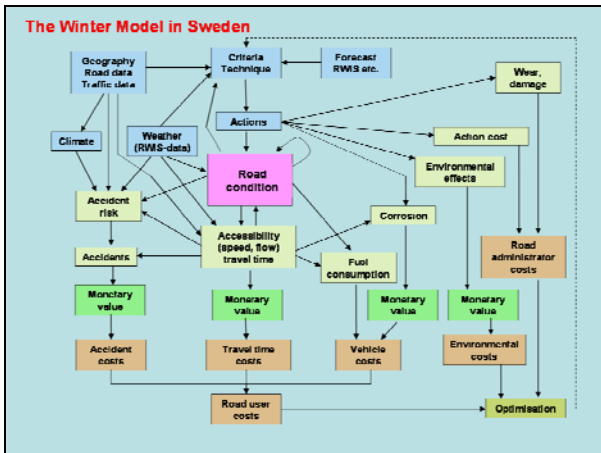 The Winter Model in Sweden
Geography
Road data
Traffic data
Criteria
Technique
Forecast
RWIS etc.
Wear,
damage
Climate
Weather
(RWIS-data)
Actions
Action cost
Road
condition
Environmental
effects
Accident
risk
Accessibility
(speed, flow)
travel time
Corrosion
Accidents
Fuel
consumption
Road
administrator
costs
Monetary
value
Monetary
value
Monetary
value
Monetary
value
Accident
costs
Travel time
costs
Vehicle
costs
Environmental
costs
Road user
costs
Optimisation